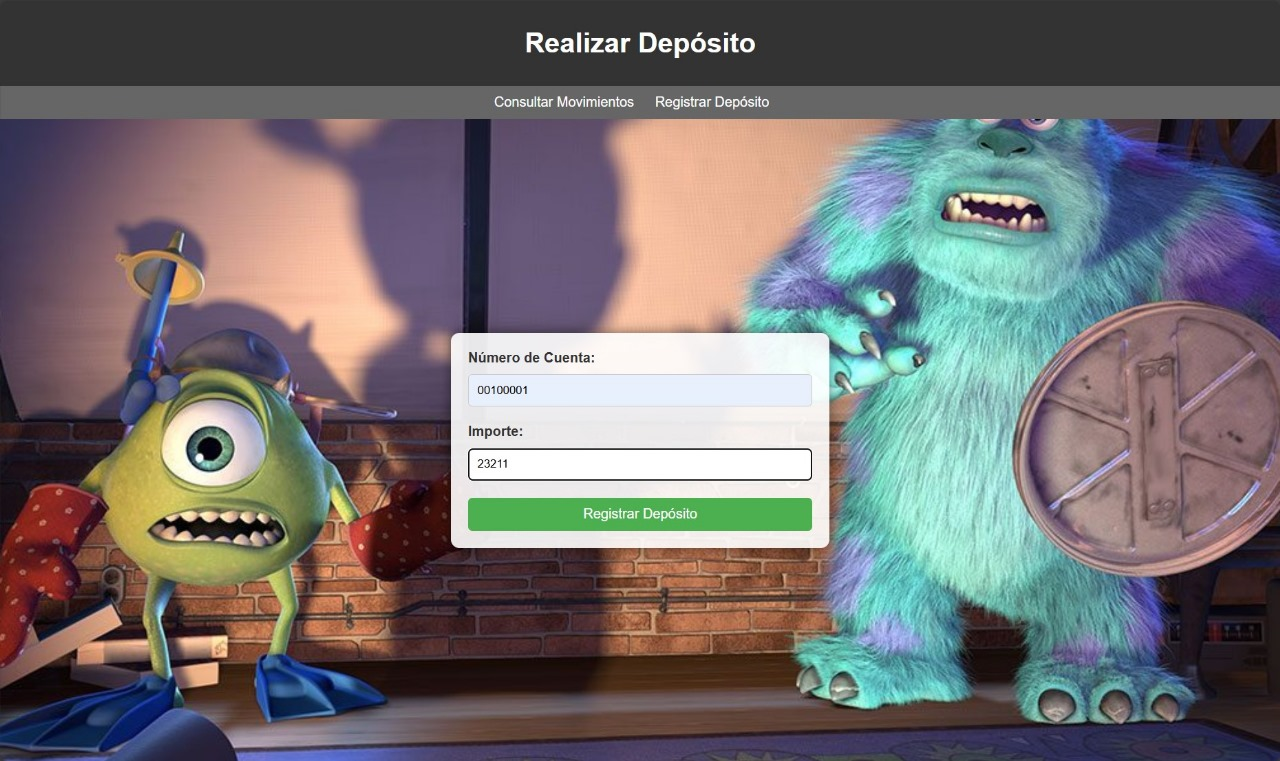 Realizar Depósito
Consultar Movimientos Registrar Depósito
Número de Cuenta:
00100001
Importe:
23211
Registrar Depósito